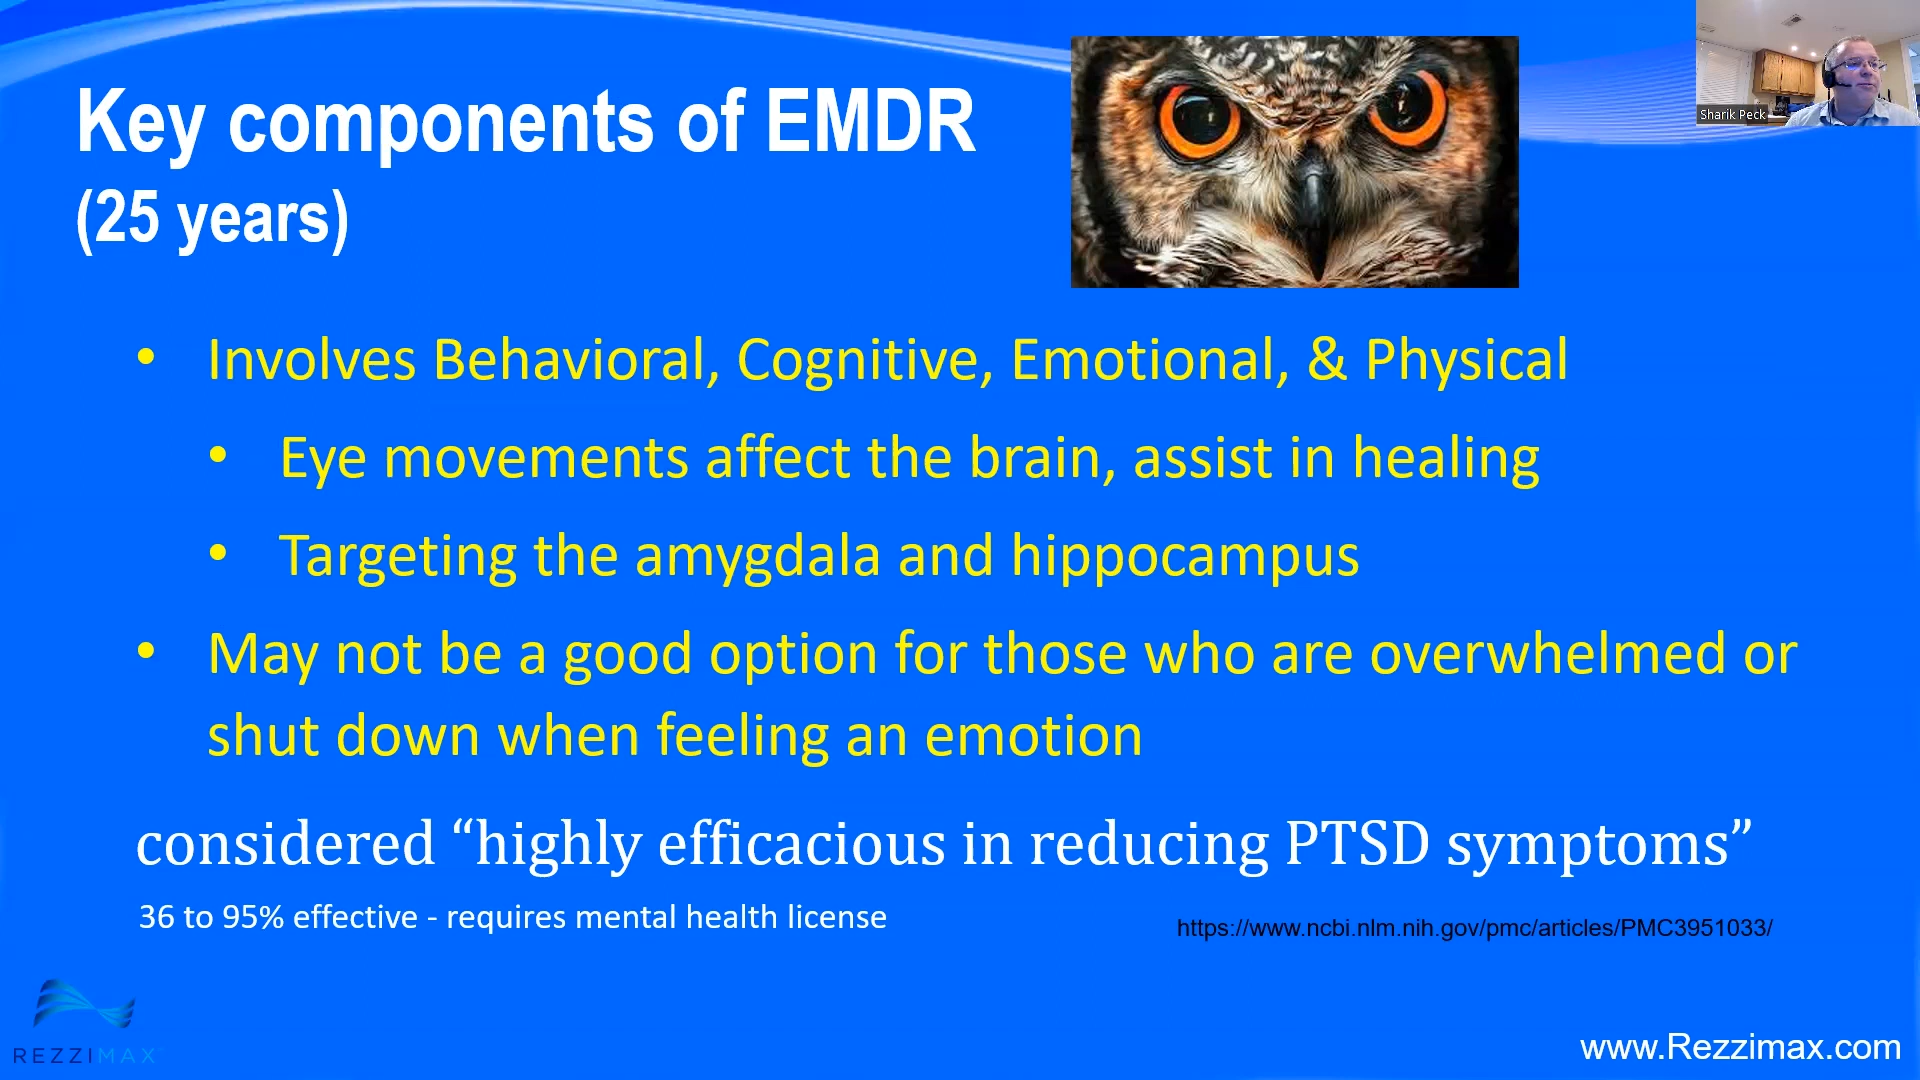 Key components of EMDR
(25 years)
Sharik Peck
• Involves Behavioral, Cognitive, Emotional, & Physical
• Eye movements affect the brain, assist in healing
• Targeting the amygdala and hippocampus
• May not be a good option for those who are overwhelmed or
shut down when feeling an emotion
considered “highly efficacious in reducing PTSD symptoms”
36 to 95% effective - requires mental health license
https://www.ncbi.nlm.nih.gov/pmc/articles/PMC3951033/
REZZIMAX
www.Rezzimax.com